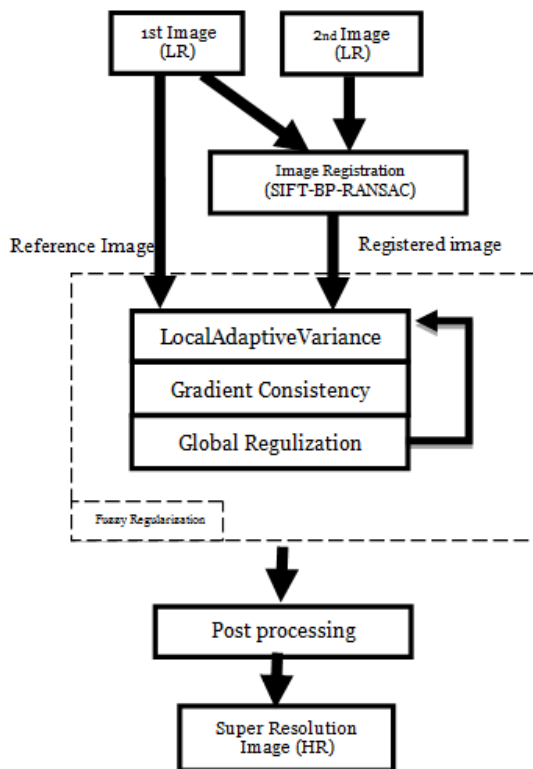 1st Image
(LR)
2nd Image
(LR)
Image Registration
(SIFT-BP-RANSAC)
Reference Image
Registered image
LocalAdaptiveVariance
Gradient Consistency
Global Regulization
Fuzzy Regularization
Post processing
Super Resolution
Image (HR)